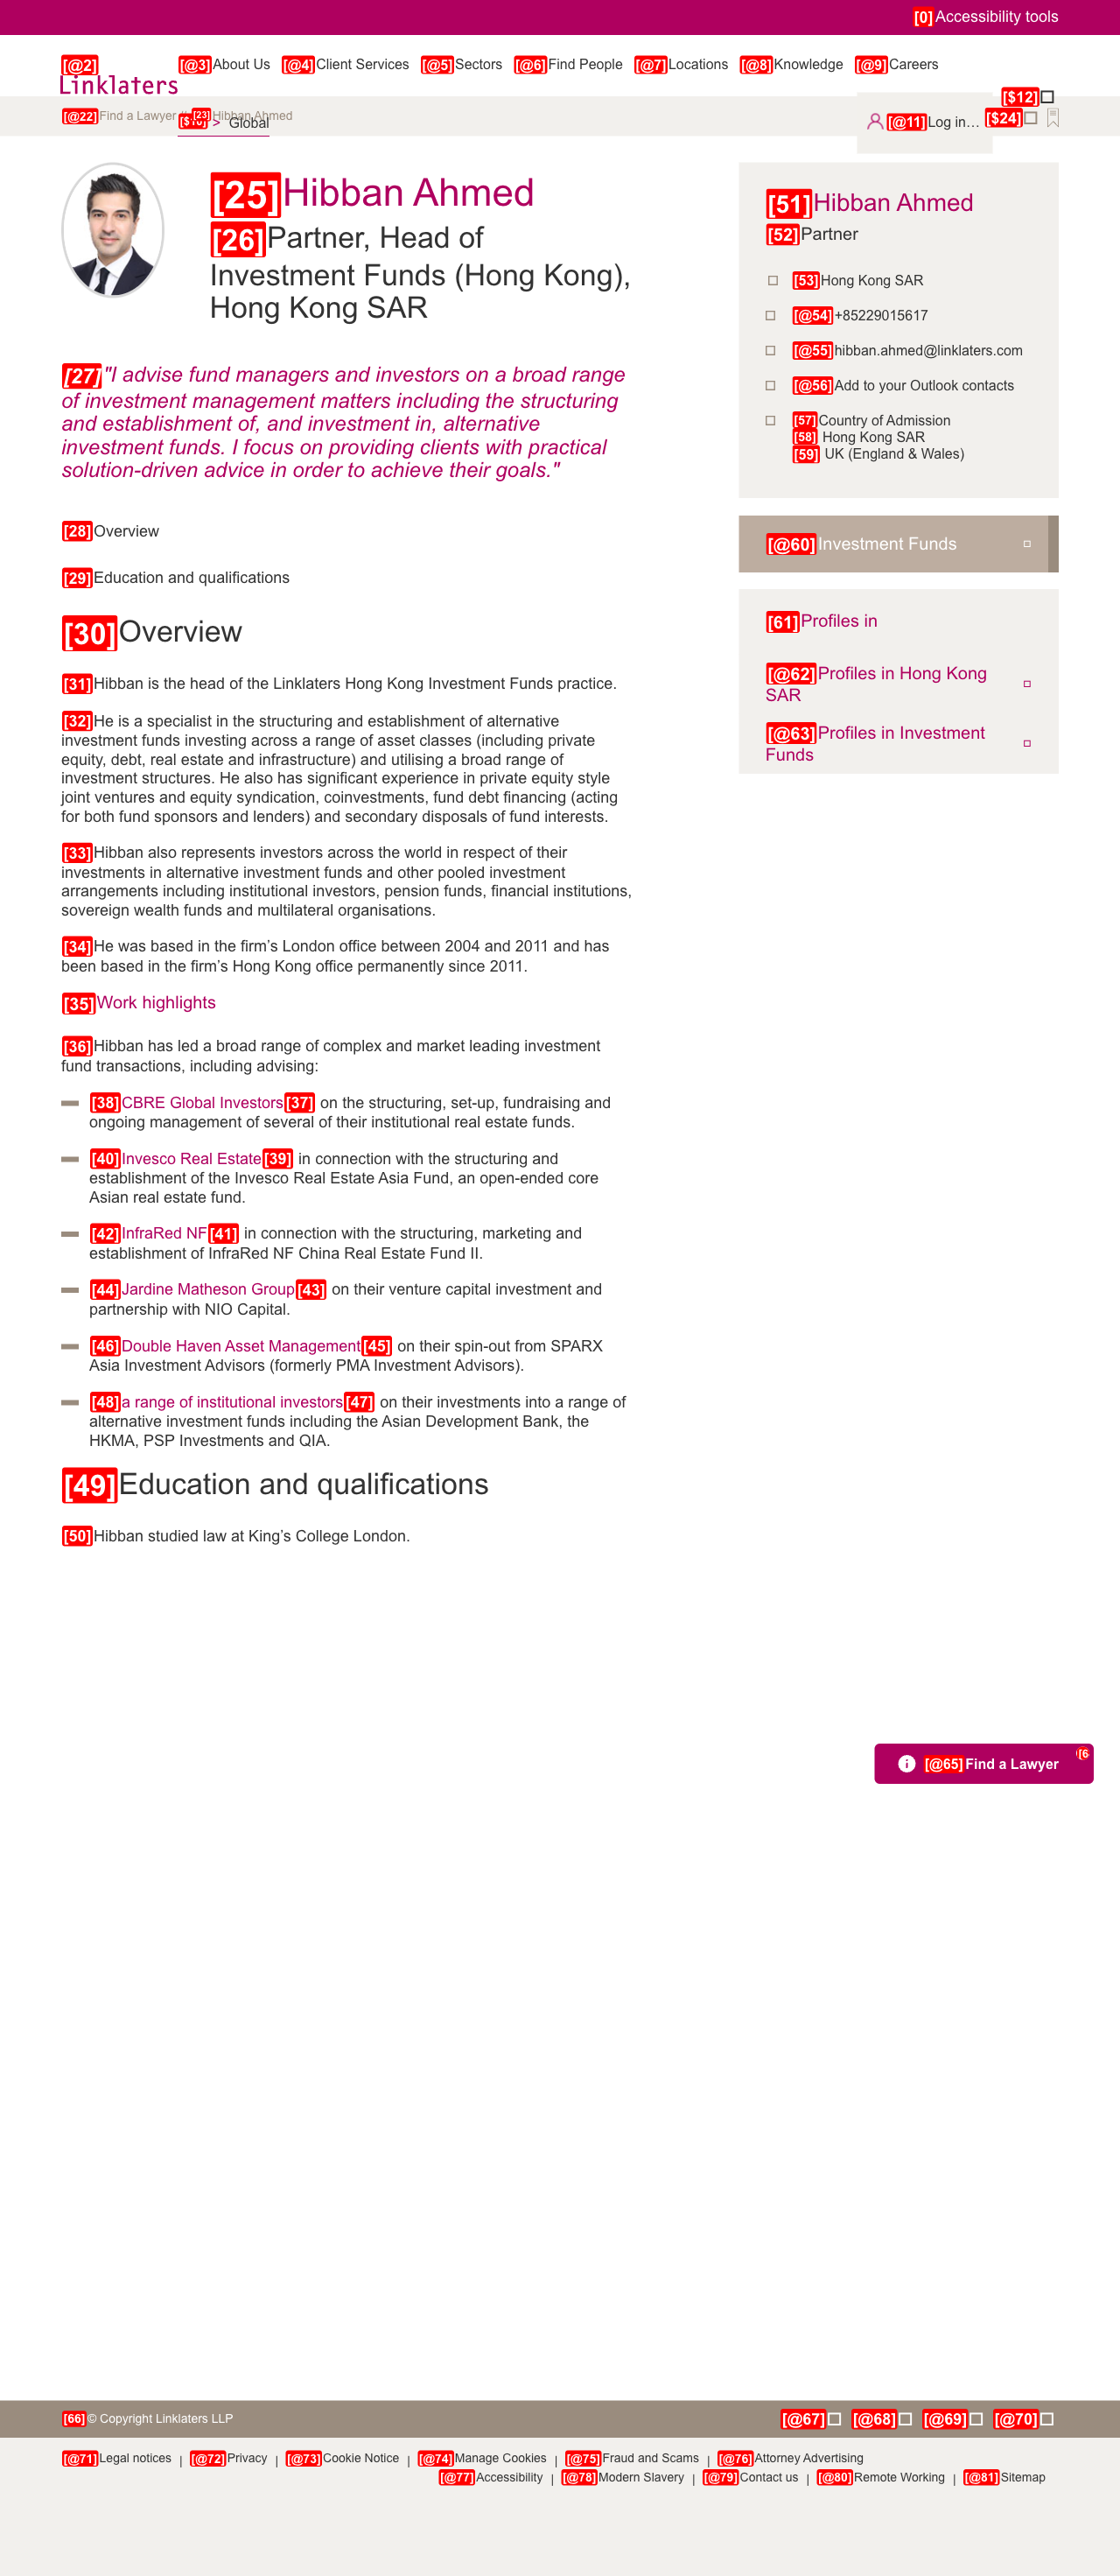 [0]Accessibility tools
[@2]
Linklaters
[@3]About Us [@4]Client Services [@5]Sectors [@6]Find People [@7]Locations [@8]Knowledge [@9]Careers
[$12]
[@22]Find a Lawyer [23]Hibban Ahmed
> Global
[@11]Log in…
[$24]
[25]Hibban Ahmed
[26]Partner, Head of
Investment Funds (Hong Kong),
Hong Kong SAR
[27]"I advise fund managers and investors on a broad range
of investment management matters including the structuring
and establishment of, and investment in, alternative
investment funds. I focus on providing clients with practical
solution-driven advice in order to achieve their goals."
[28]Overview
[29]Education and qualifications
[30]Overview
[31]Hibban is the head of the Linklaters Hong Kong Investment Funds practice.
[32]He is a specialist in the structuring and establishment of alternative
investment funds investing across a range of asset classes (including private
equity, debt, real estate and infrastructure) and utilising a broad range of
investment structures. He also has significant experience in private equity style
joint ventures and equity syndication, coinvestments, fund debt financing (acting
for both fund sponsors and lenders) and secondary disposals of fund interests.
[33]Hibban also represents investors across the world in respect of their
investments in alternative investment funds and other pooled investment
arrangements including institutional investors, pension funds, financial institutions,
sovereign wealth funds and multilateral organisations.
[34]He was based in the firm's London office between 2004 and 2011 and has
been based in the firm's Hong Kong office permanently since 2011.
[35]Work highlights
[36]Hibban has led a broad range of complex and market leading investment
fund transactions, including advising:
[38]CBRE Global Investors[37] on the structuring, set-up, fundraising and
ongoing management of several of their institutional real estate funds.
[40]Invesco Real Estate[39] in connection with the structuring and
establishment of the Invesco Real Estate Asia Fund, an open-ended core
Asian real estate fund.
[42]InfraRed NF[41] in connection with the structuring, marketing and
establishment of InfraRed NF China Real Estate Fund II.
[44]Jardine Matheson Group[43] on their venture capital investment and
partnership with NIO Capital.
[46]Double Haven Asset Management[45] on their spin-out from SPARX
Asia Investment Advisors (formerly PMA Investment Advisors).
[48]a range of institutional investors[47] on their investments into a range of
alternative investment funds including the Asian Development Bank, the
HKMA, PSP Investments and QIA.
[49]Education and qualifications
[50]Hibban studied law at King's College London.
[51]Hibban Ahmed
[52]Partner
[53]Hong Kong SAR
[@54]+85229015617
[@55]hibban.ahmed@linklaters.com
[@56]Add to your Outlook contacts
[57]Country of Admission
[58] Hong Kong SAR
[59] UK (England & Wales)
[@60]Investment Funds
[61]Profiles in
[@62]Profiles in Hong Kong
SAR
[@63]Profiles in Investment
Funds
[@65]Find a Lawyer
[66]© Copyright Linklaters LLP
[@67] [@68] [@69] [@70]
[@71]Legal notices | [@72]Privacy | [@73]Cookie Notice | [@74]Manage Cookies | [@75]Fraud and Scams | [@76]Attorney Advertising
[@77]Accessibility | [@78]Modern Slavery | [@79]Contact us | [@80]Remote Working | [@81]Sitemap